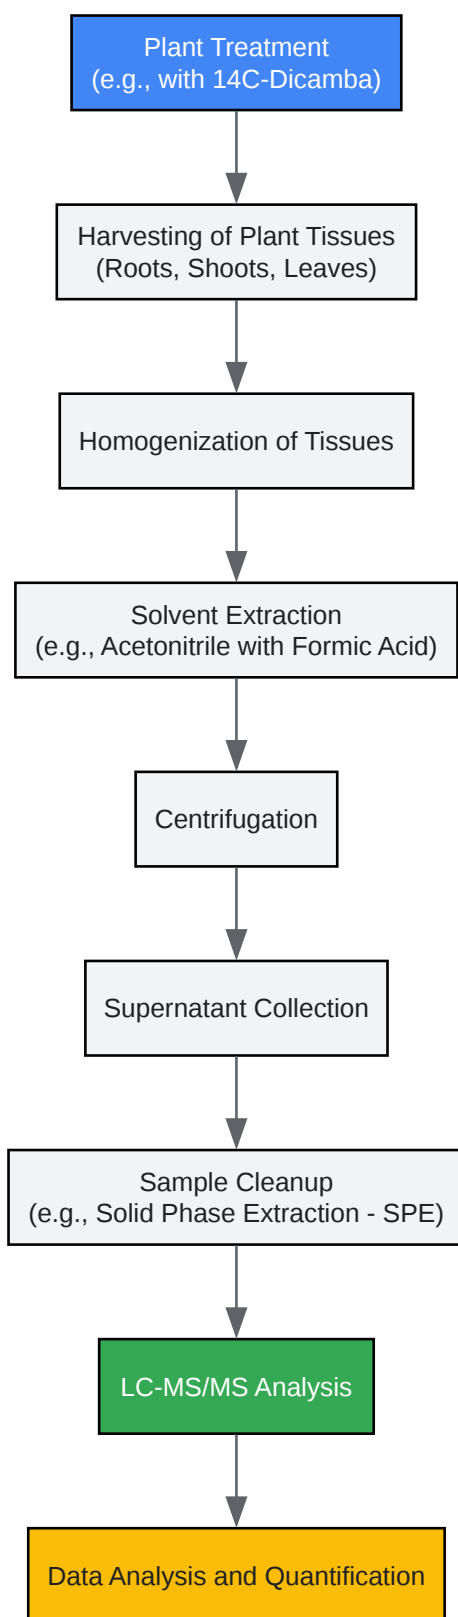 Plant Treatment
(e.g., with 14C-Dicamba)
Harvesting of Plant Tissues
(Roots, Shoots, Leaves)
Homogenization of Tissues
Solvent Extraction
(e.g., Acetonitrile with Formic Acid)
Centrifugation
Supernatant Collection
Sample Cleanup
(e.g., Solid Phase Extraction - SPE)
LC-MS/MS Analysis
Data Analysis and Quantification